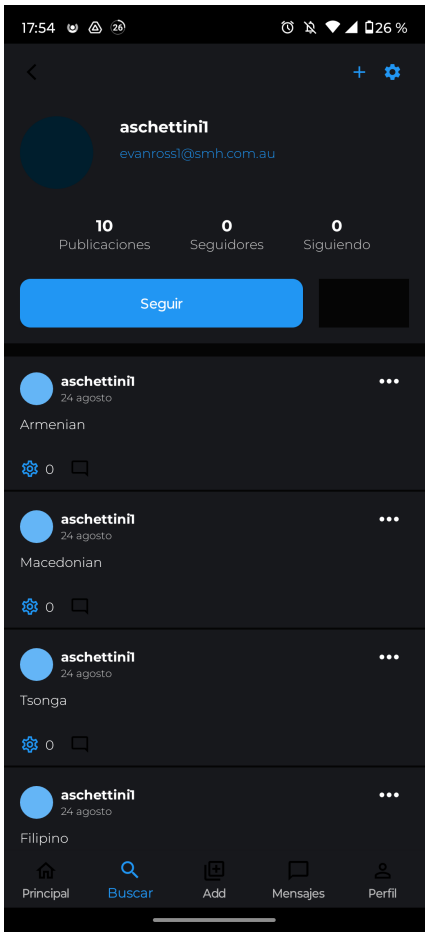 17:54 26 26 %
+
aschettini1
evanross1@smh.com.au
10 0 0
Publicaciones Seguidores Siguiendo
Seguir
aschettini1
24 agosto
Armenian
0
aschettini1
24 agosto
Macedonian
0
aschettini1
24 agosto
Tsonga
0
aschettini1
24 agosto
Filipino
Principal Buscar Add Mensajes Perfil